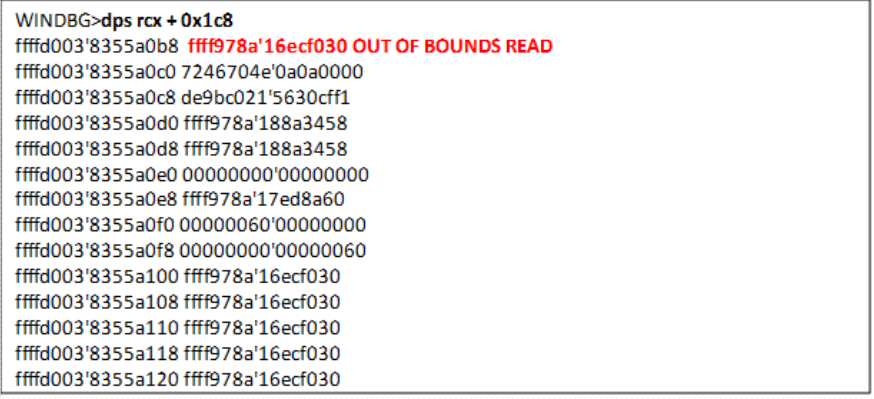 WINDBG>dps rcx + 0x1c8
ffffd003'8355a0b8 ffff978a'16ecf030 OUT OF BOUNDS READ
ffffd003'8355a0c0 7246704e'0a0a0000
ffffd003'8355a0c8 de9bc021'5630cff1
ffffd003'8355a0d0 ffff978a'188a3458
ffffd003'8355a0d8 ffff978a'188a3458
ffffd003'8355a0e0 00000000'00000000
ffffd003'8355a0e8 ffff978a'17ed8a60
ffffd003'8355a0f0 00000060'00000000
ffffd003'8355a0f8 00000000'00000060
ffffd003'8355a100 ffff978a'16ecf030
ffffd003'8355a108 ffff978a'16ecf030
ffffd003'8355a110 ffff978a'16ecf030
ffffd003'8355a118 ffff978a'16ecf030
ffffd003'8355a120 ffff978a'16ecf030